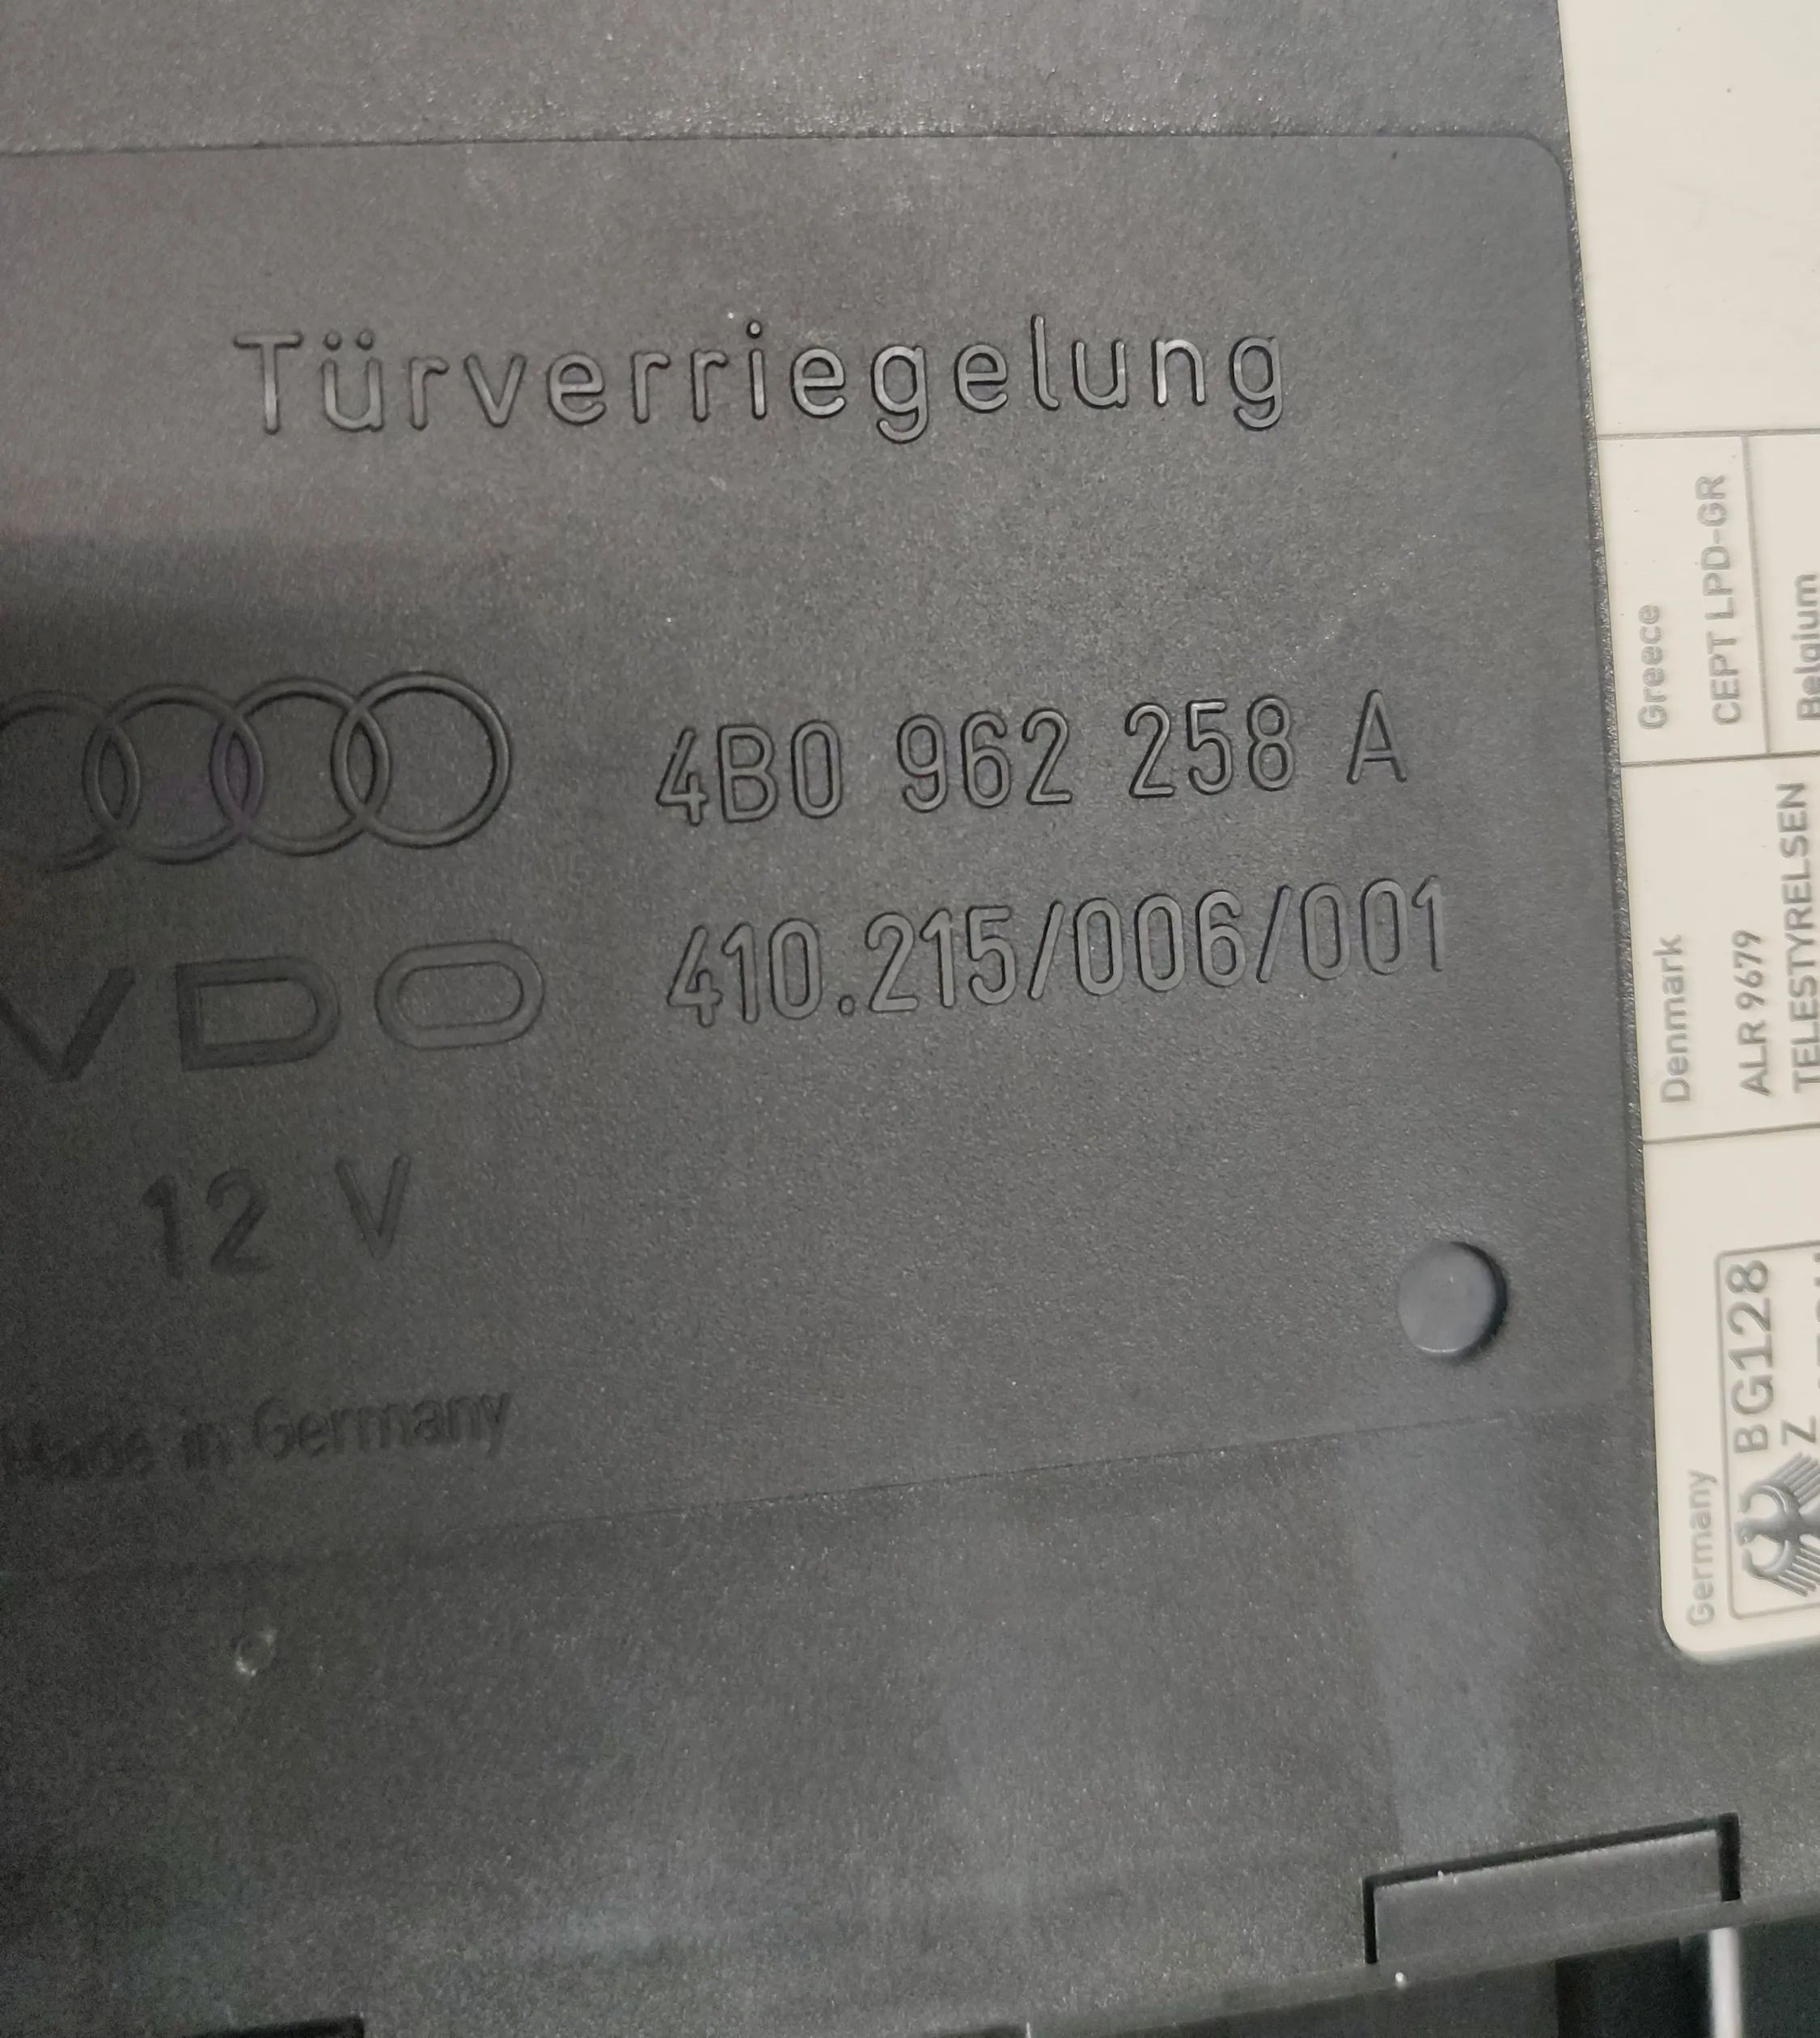 Türverriegelung
4B0 962 258 A
VDO 410.215/006/001
12 V
Made in Germany
Greece
CEPT LPD-GR
Belgium
Denmark
ALR 9679
TELESTYRELSEN
Germany
BG128
Z